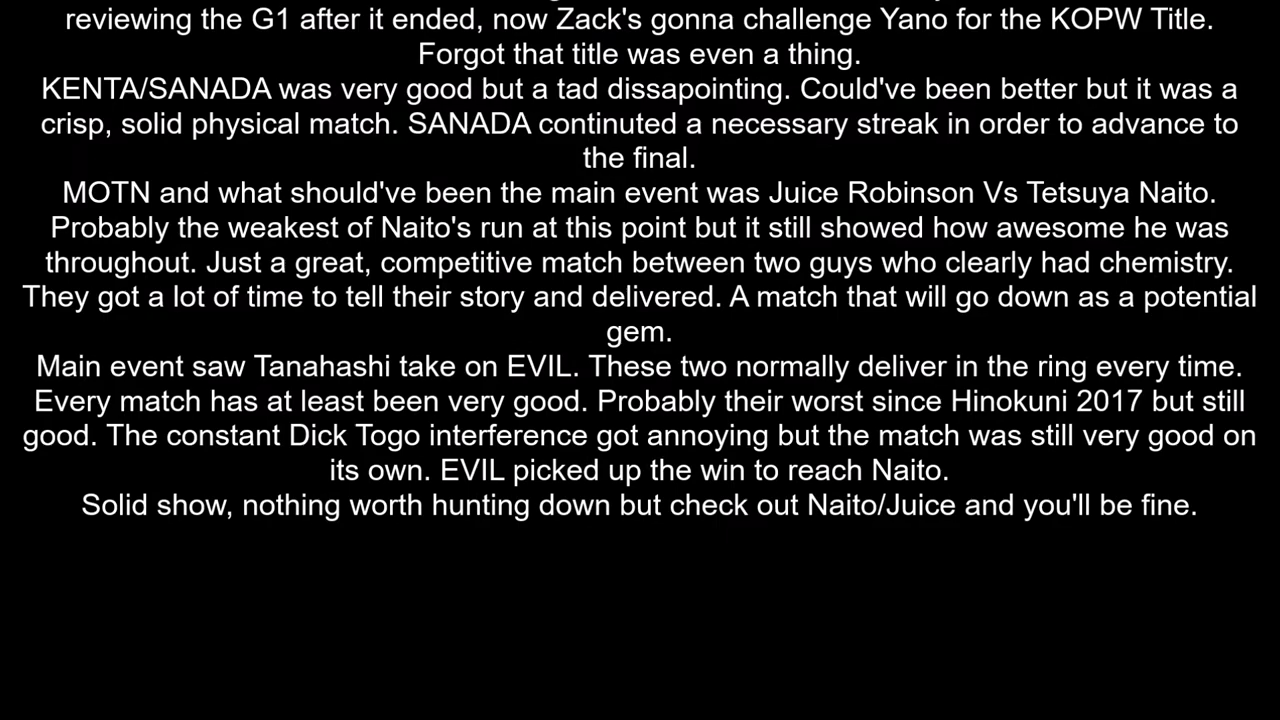 reviewing the G1 after it ended, now Zack's gonna challenge Yano for the KOPW Title.
Forgot that title was even a thing.
KENTA/SANADA was very good but a tad dissapointing. Could've been better but it was a
crisp, solid physical match. SANADA continuted a necessary streak in order to advance to
the final.
MOTN and what should've been the main event was Juice Robinson Vs Tetsuya Naito.
Probably the weakest of Naito's run at this point but it still showed how awesome he was
throughout. Just a great, competitive match between two guys who clearly had chemistry.
They got a lot of time to tell their story and delivered. A match that will go down as a potential
gem.
Main event saw Tanahashi take on EVIL. These two normally deliver in the ring every time.
Every match has at least been very good. Probably their worst since Hinokuni 2017 but still
good. The constant Dick Togo interference got annoying but the match was still very good on
its own. EVIL picked up the win to reach Naito.
Solid show, nothing worth hunting down but check out Naito/Juice and you'll be fine.